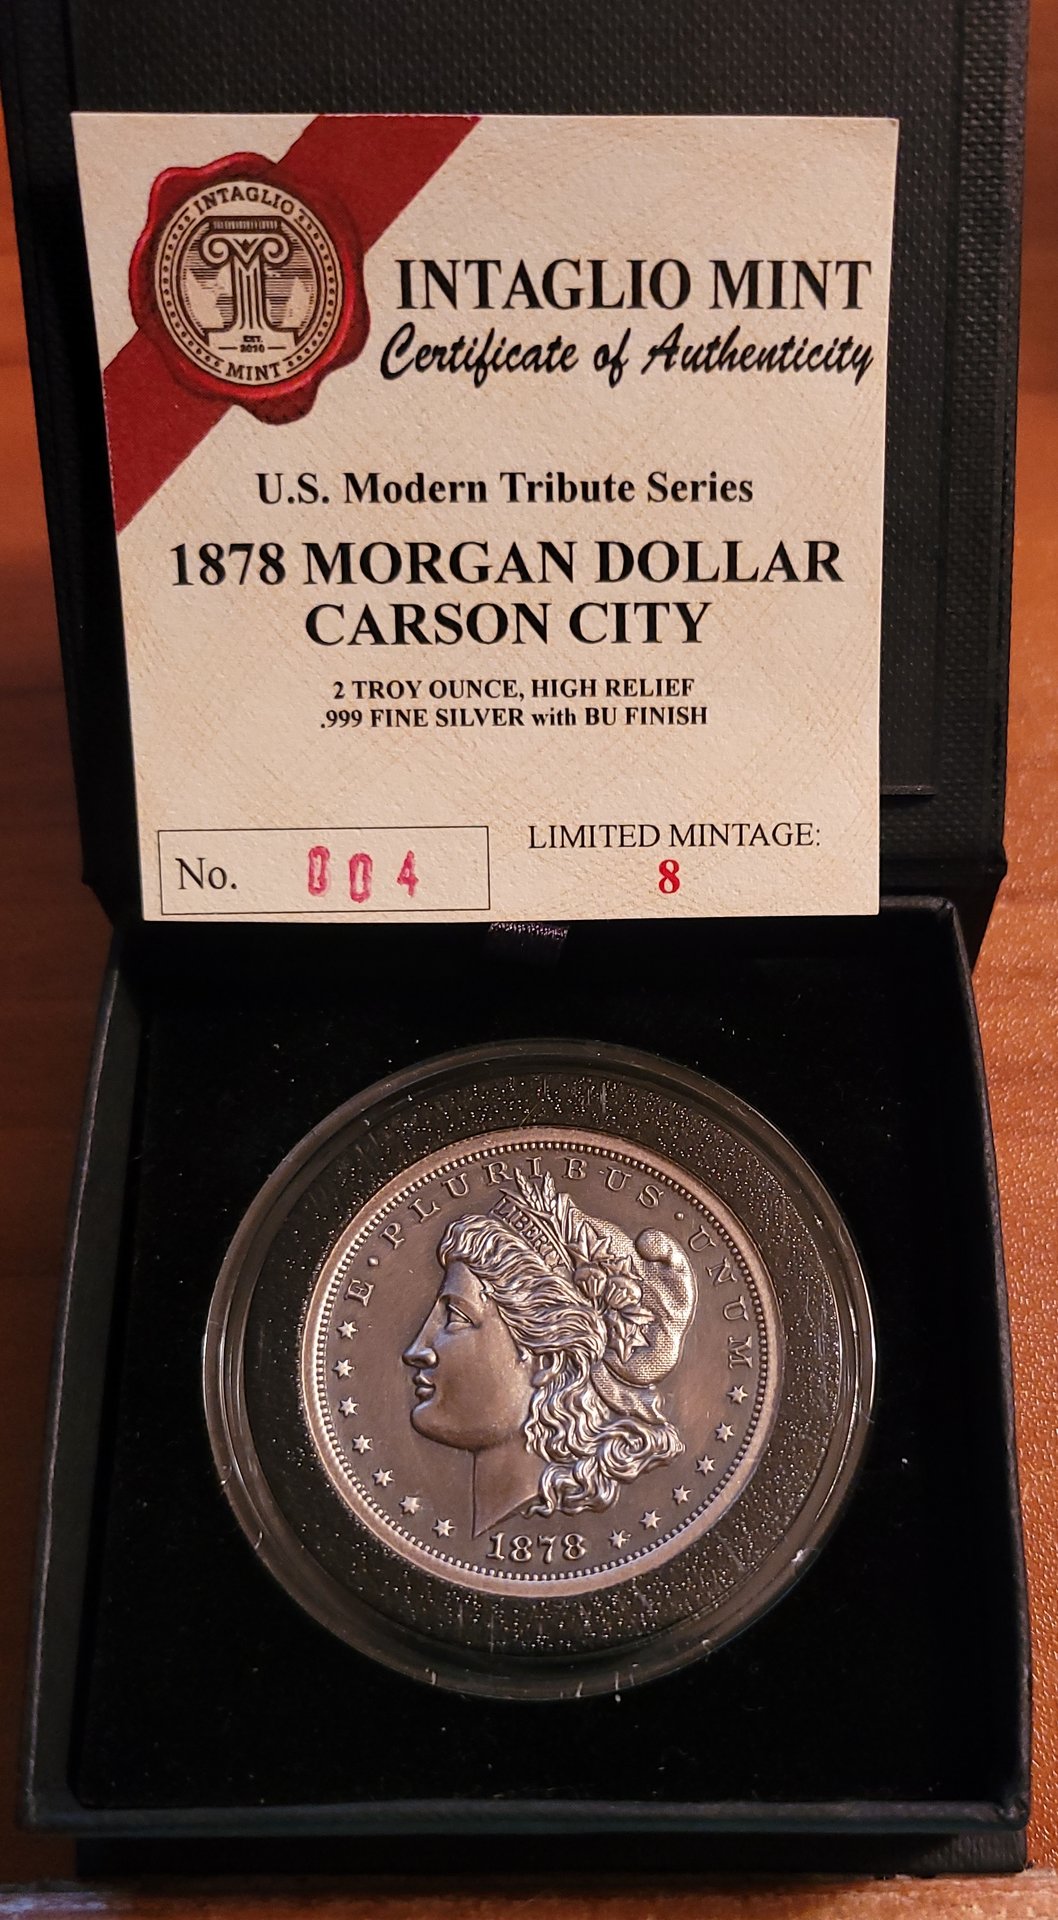 INTAGLIO
EST.
2010
MINT
INTAGLIO MINT
Certificate of Authenticity
U.S. Modern Tribute Series
1878 MORGAN DOLLAR
CARSON CITY
2 TROY OUNCE, HIGH RELIEF
.999 FINE SILVER with BU FINISH
No. 004
LIMITED MINTAGE:
8
E · PLURIBUS · UNUM
LIBERTY
1878